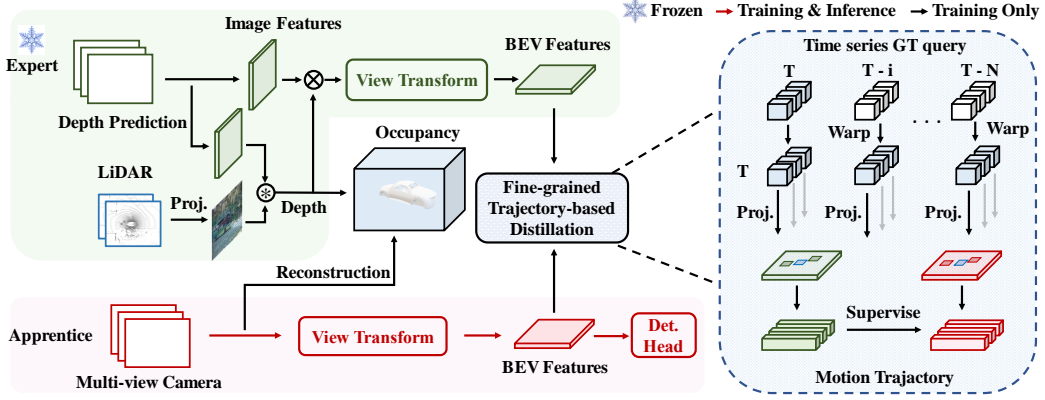 Frozen
Training & Inference
Training Only
Expert
Image Features
BEV Features
View Transform
Depth Prediction
Occupancy
LiDAR
Proj.
Depth
Fine-grained
Trajectory-based
Distillation
Reconstruction
Apprentice
View Transform
Det.
Head
BEV Features
Multi-view Camera
Time series GT query
T
T - i
T - N
. . .
Warp
Warp
T
Proj.
Proj.
Proj.
Supervise
Motion Trajactory